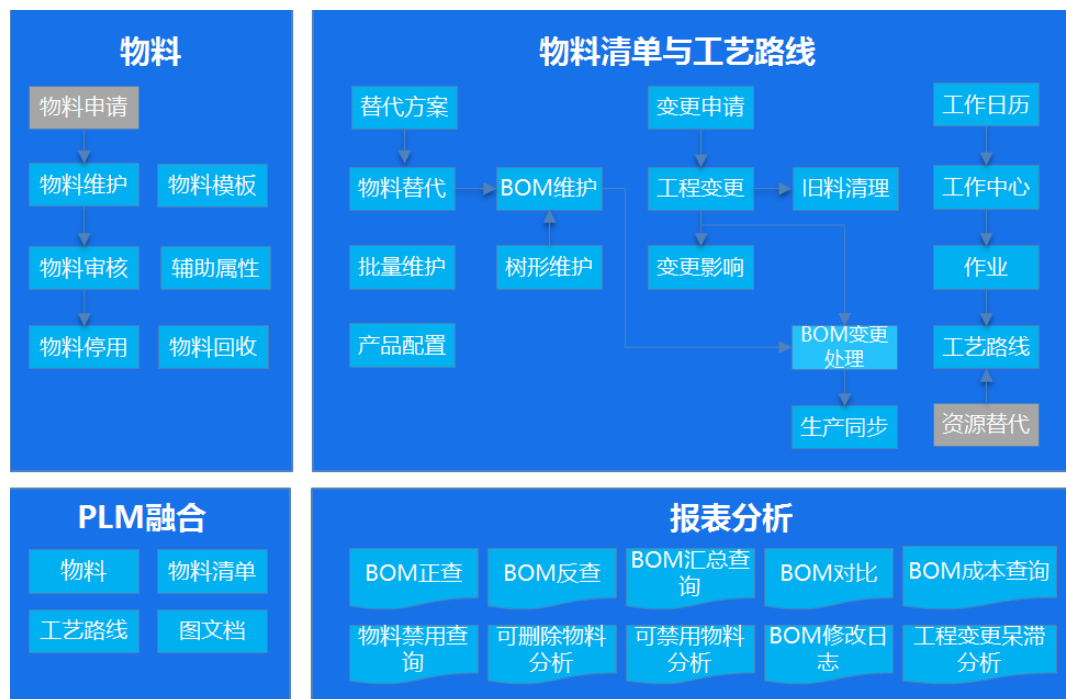 物料
物料申请
物料维护
物料模板
物料审核
辅助属性
物料停用
物料回收
物料清单与工艺路线
替代方案
变更申请
工作日历
物料替代
BOM维护
工程变更
旧料清理
工作中心
批量维护
树形维护
变更影响
作业
产品配置
BOM变更
处理
工艺路线
生产同步
资源替代
PLM融合
物料
物料清单
工艺路线
图文档
报表分析
BOM正查
BOM反查
BOM汇总查
询
BOM对比
BOM成本查询
物料禁用查
询
可删除物料
分析
可禁用物料
分析
BOM修改日
志
工程变更呆滞
分析